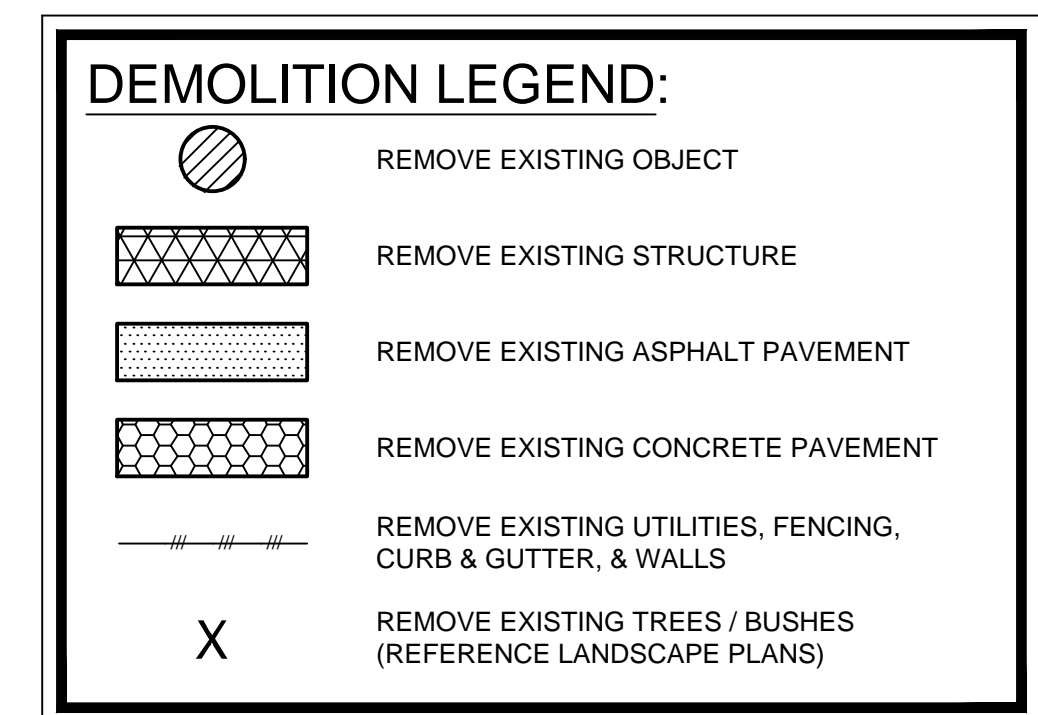 DEMOLITION LEGEND:
REMOVE EXISTING OBJECT
REMOVE EXISTING STRUCTURE
REMOVE EXISTING ASPHALT PAVEMENT
REMOVE EXISTING CONCRETE PAVEMENT
REMOVE EXISTING UTILITIES, FENCING,
CURB & GUTTER, & WALLS
X
REMOVE EXISTING TREES / BUSHES
(REFERENCE LANDSCAPE PLANS)